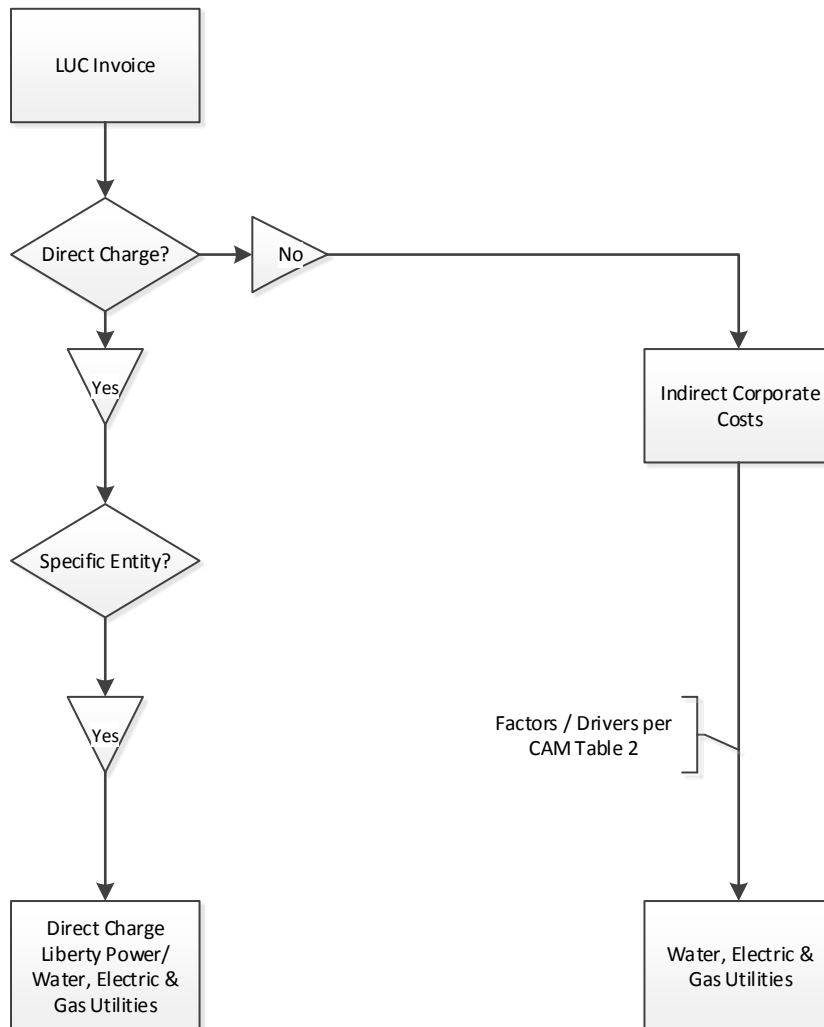 LUC Invoice
Direct Charge?
No
Yes
Indirect Corporate
Costs
Specific Entity?
Yes
Factors / Drivers per
CAM Table 2
Direct Charge
Liberty Power/
Water, Electric &
Gas Utilities
Water, Electric &
Gas Utilities